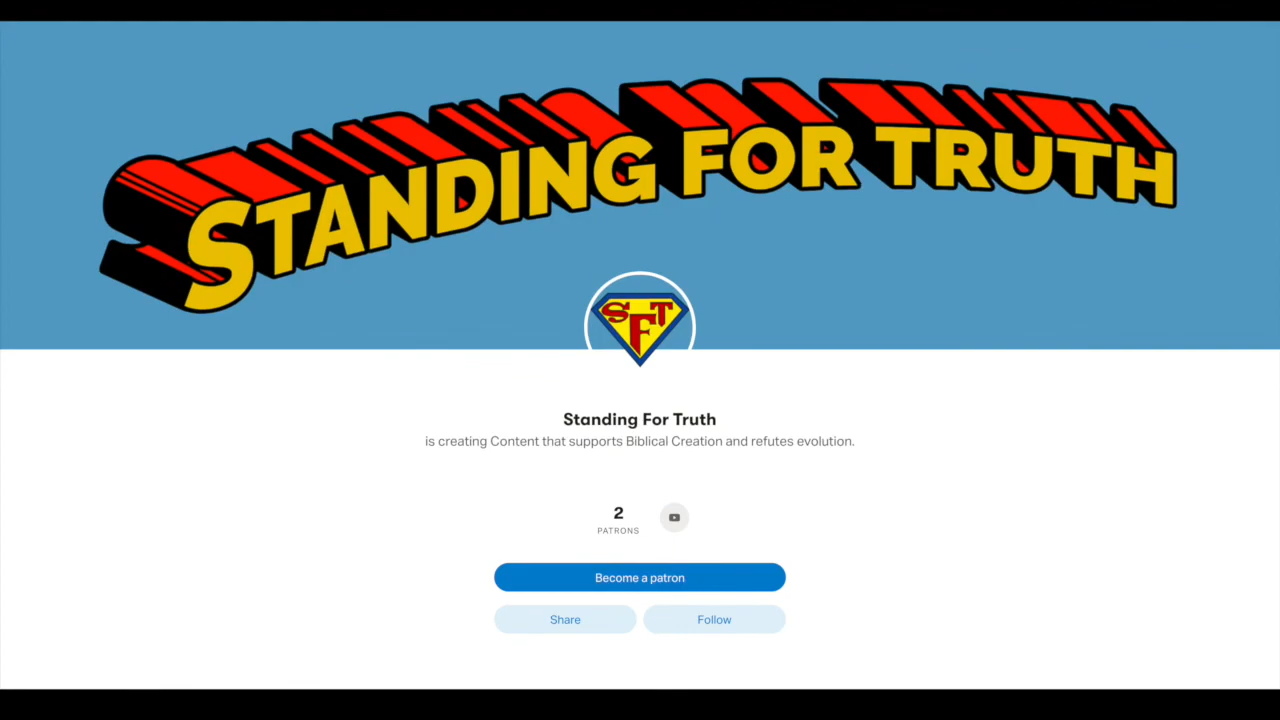 STANDING FOR TRUTH
SFT
Standing For Truth
is creating Content that supports Biblical Creation and refutes evolution.
2
PATRONS
Become a patron
Share
Follow